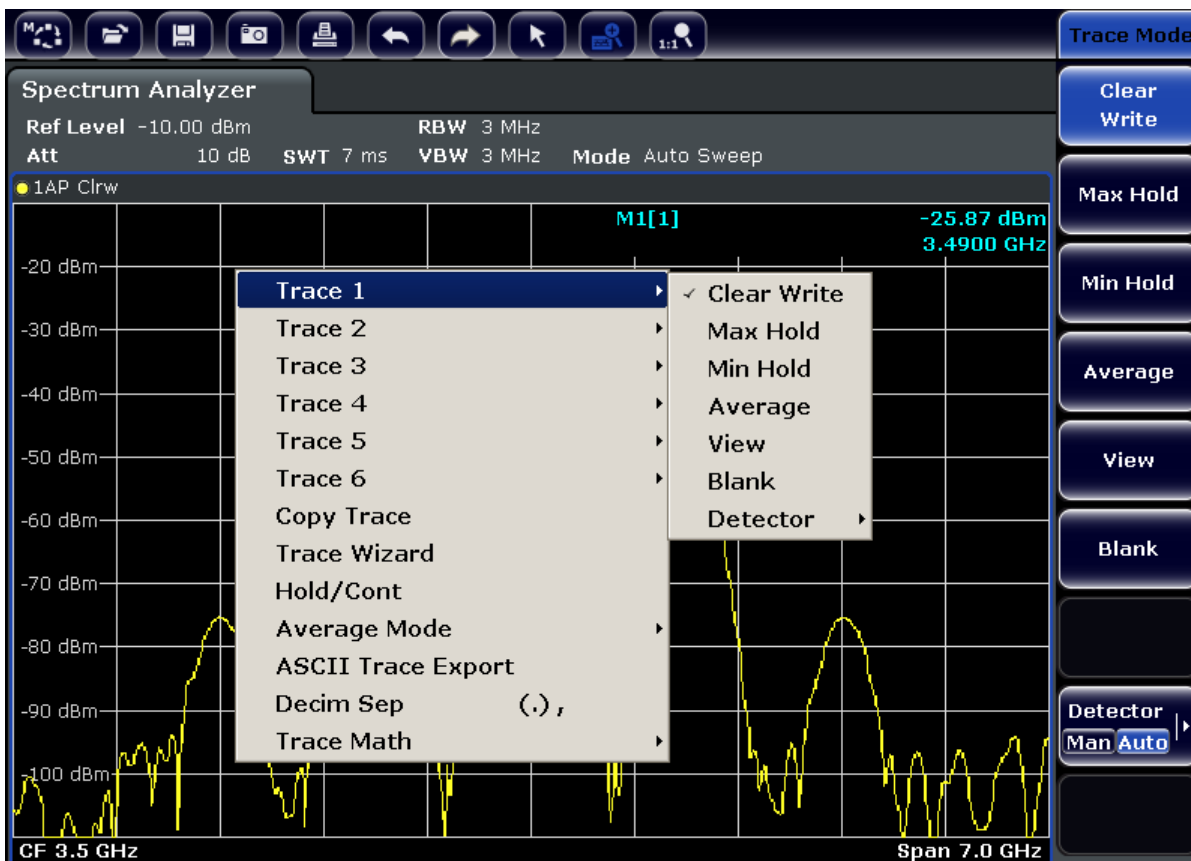 M
1:1
Trace Mode
Spectrum Analyzer
Ref Level -10.00 dBm RBW 3 MHz
Att 10 dB SWT 7 ms VBW 3 MHz Mode Auto Sweep
1AP Clrw
M1[1] -25.87 dBm
3.4900 GHz
-20 dBm
-30 dBm
-40 dBm
-50 dBm
-60 dBm
-70 dBm
-80 dBm
-90 dBm
-100 dBm
CF 3.5 GHz Span 7.0 GHz
Trace 1
Trace 2
Trace 3
Trace 4
Trace 5
Trace 6
Copy Trace
Trace Wizard
Hold/Cont
Average Mode
ASCII Trace Export
Decim Sep (.) ,
Trace Math
Clear Write
Max Hold
Min Hold
Average
View
Blank
Detector
Clear
Write
Max Hold
Min Hold
Average
View
Blank
Detector
Man Auto